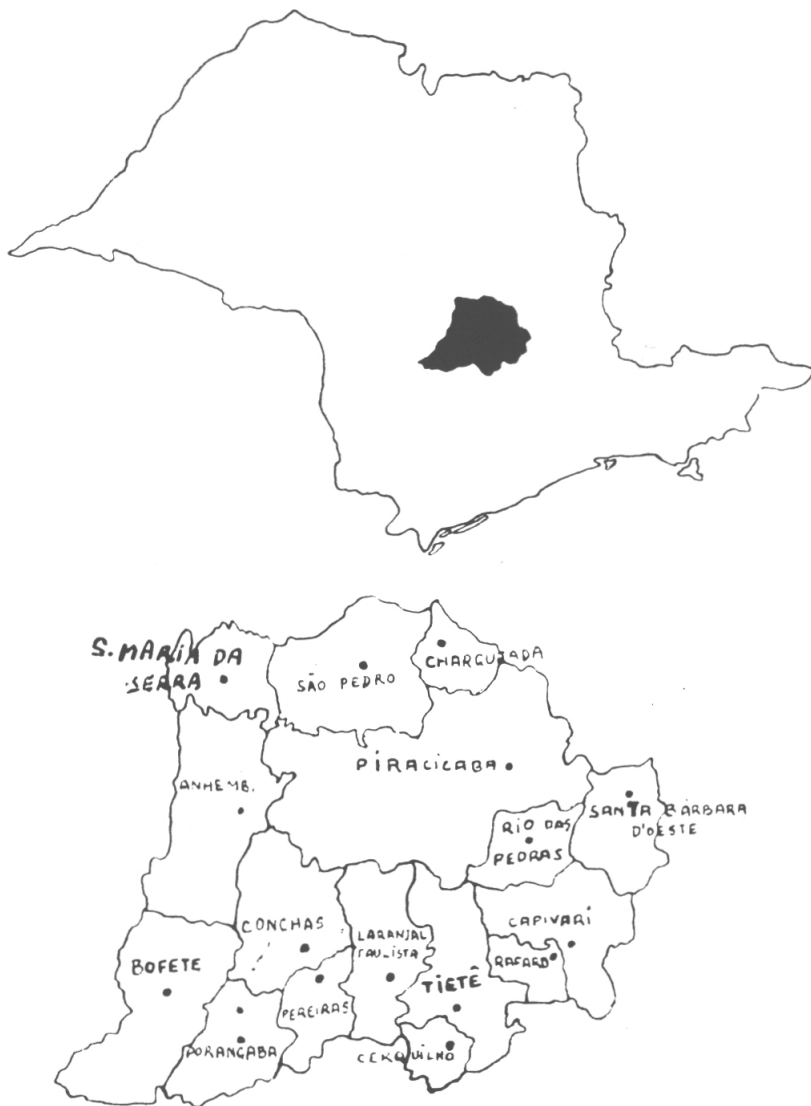 S. MARIA DA
SERRA
SÃO PEDRO
CHARQUEADA
PIRACICABA
ANHEMB.
SANTA BÁRBARA
D'OESTE
RIO DAS
PEDRAS
CONCHAS
LARANJAL
PAULISTA
CAPIVARI
BOFETE
RAFARD
TIETÊ
PEREIRAS
PORANGABA
CERQUILHO